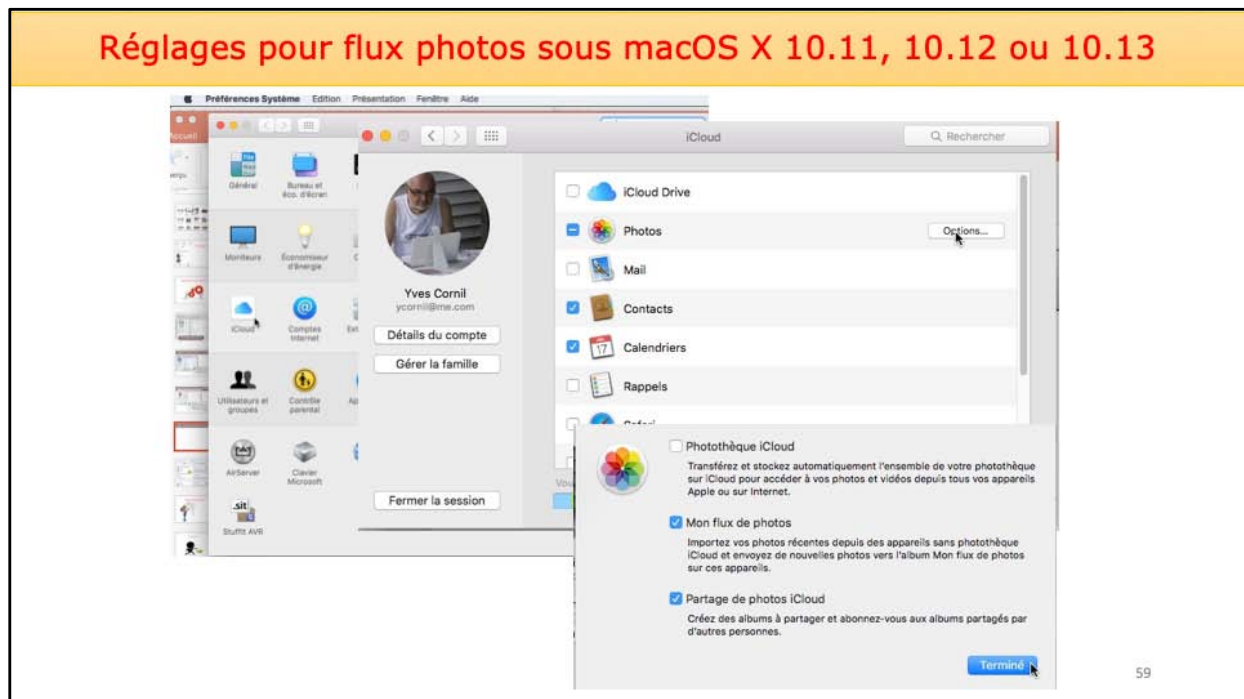 Réglages pour flux photos sous macOS X 10.11, 10.12 ou 10.13
Préférences Système Edition Présentation Fenêtre Aide
Accueil
Général
Bureau et
éco. d'écran
Moniteurs
Économiseur
d'énergie
iCloud
Comptes
Internet
Utilisateurs et
groupes
Contrôle
parental
AirServer
Clavier
Microsoft
.sit
StuffIt AVR
iCloud
Rechercher
Yves Cornil
ycornil@me.com
Détails du compte
Gérer la famille
Fermer la session
iCloud Drive
Photos
Options...
Mail
Contacts
17
Calendriers
Rappels
Safari
Photothèque iCloud
Transférez et stockez automatiquement l'ensemble de votre photothèque
sur iCloud pour accéder à vos photos et vidéos depuis tous vos appareils
Apple ou sur Internet.
Mon flux de photos
Importez vos photos récentes depuis des appareils sans photothèque
iCloud et envoyez de nouvelles photos vers l'album Mon flux de photos
sur ces appareils.
Partage de photos iCloud
Créez des albums à partager et abonnez-vous aux albums partagés par
d'autres personnes.
Terminé
59